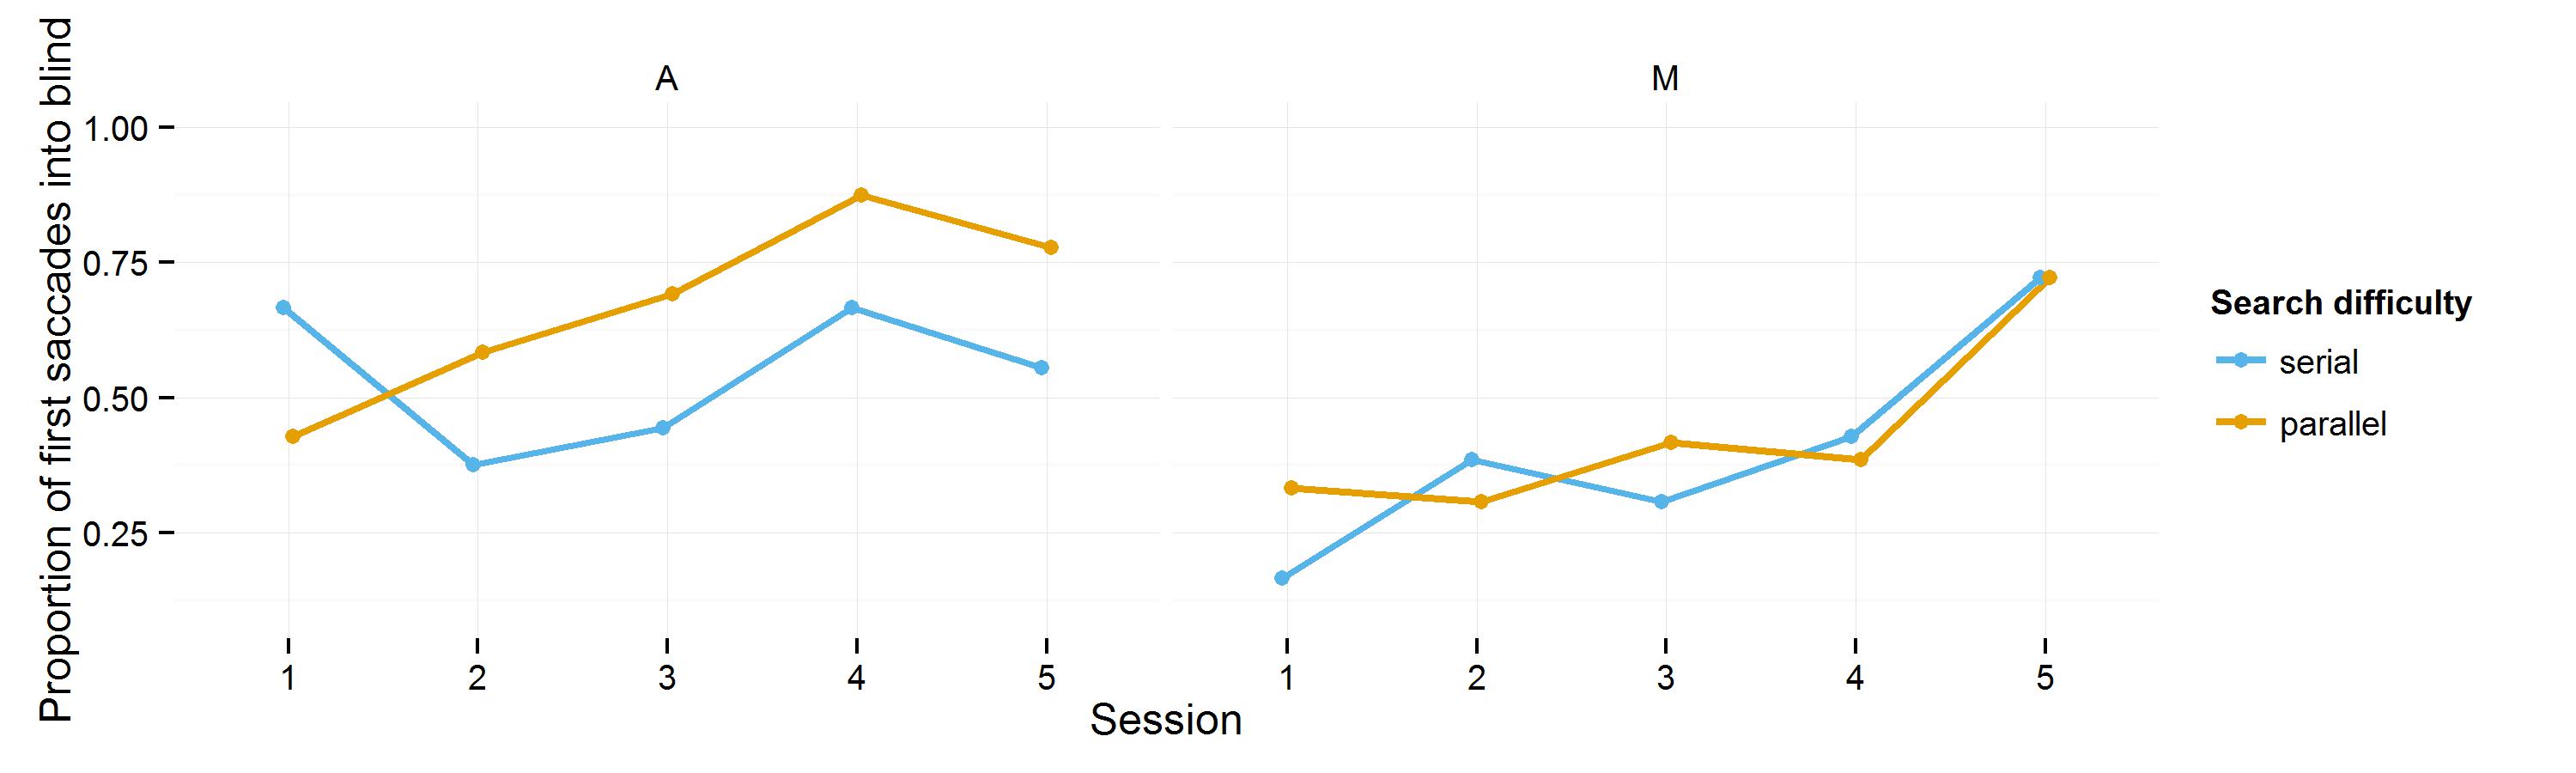 Proportion of first saccades into blind
A
M
1.00
0.75
0.50
0.25
1 2 3 4 5
1 2 3 4 5
Session
Search difficulty
serial
parallel